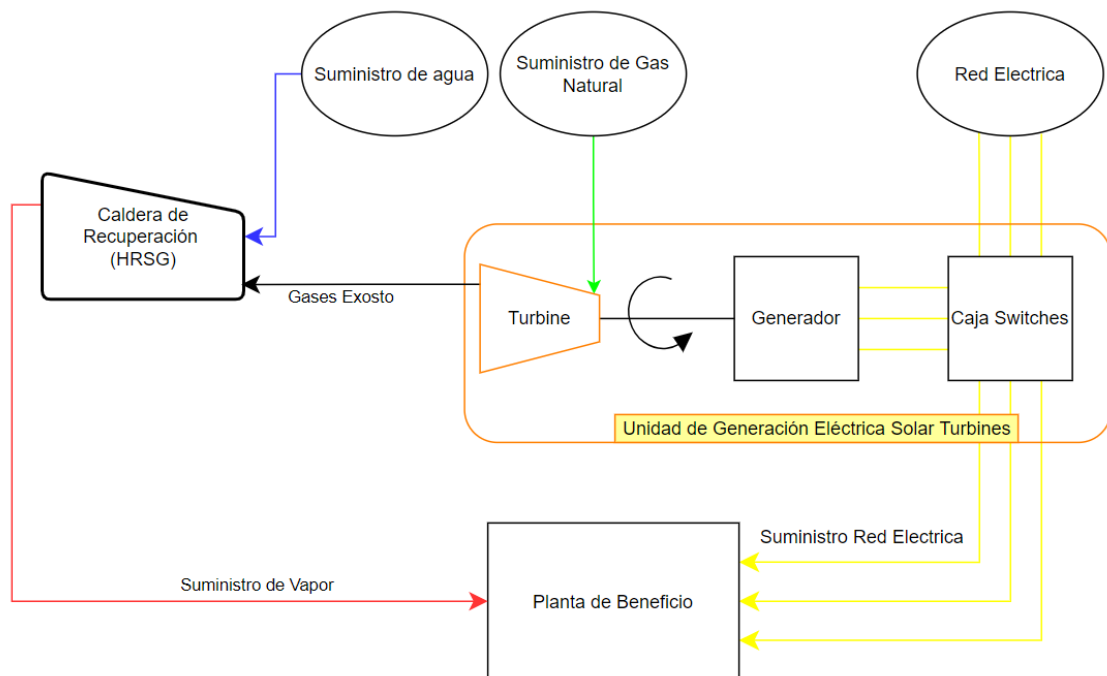 Suministro de agua
Suministro de Gas
Natural
Red Electrica
Caldera de
Recuperación
(HRSG)
Gases Exosto
Turbine
Generador
Caja Switches
Unidad de Generación Eléctrica Solar Turbines
Suministro Red Electrica
Suministro de Vapor
Planta de Beneficio